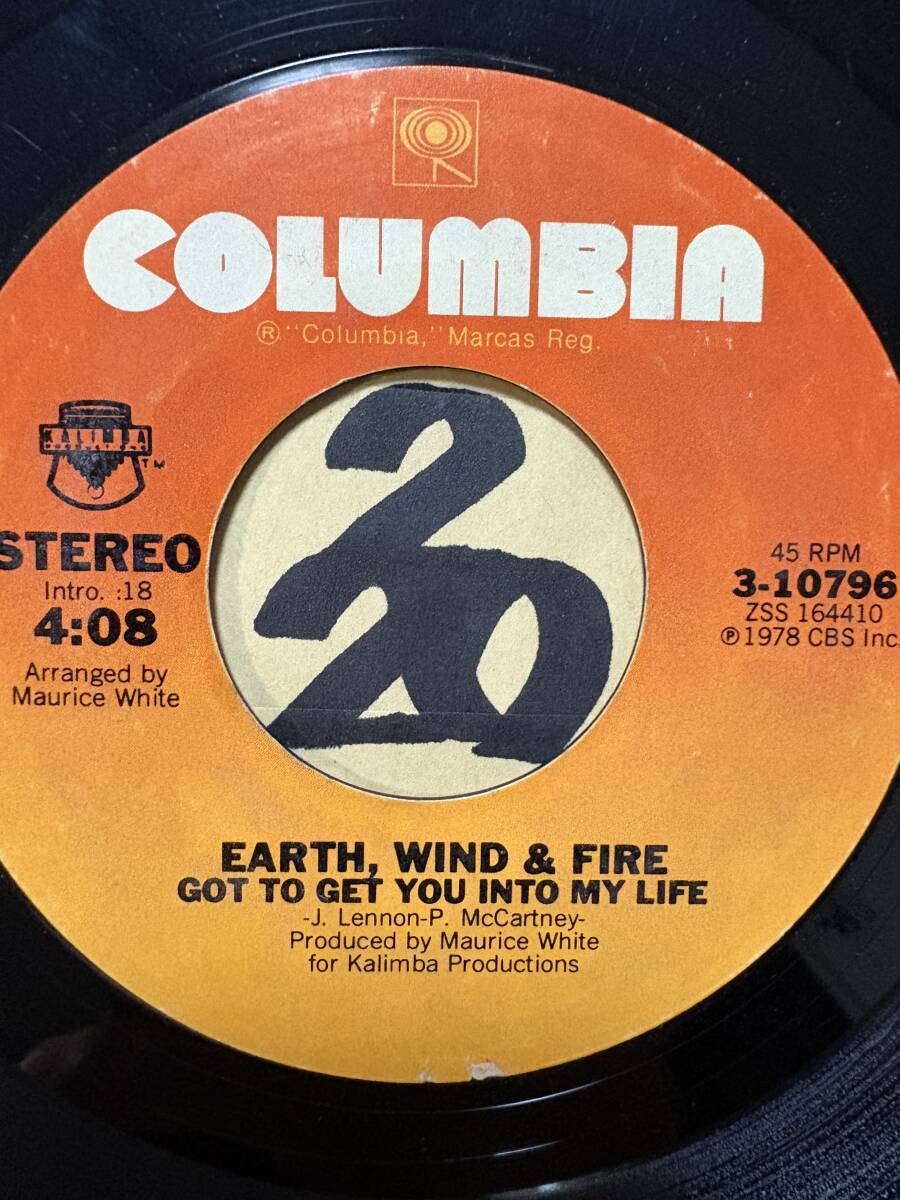 COLUMBIA
® "Columbia," Marcas Reg.
KALIMBA
TM
STEREO
Intro. :18
4:08
Arranged by
Maurice White
45 RPM
3-10796
ZSS 164410
℗ 1978 CBS Inc.
EARTH, WIND & FIRE
GOT TO GET YOU INTO MY LIFE
-J. Lennon-P. McCartney-
Produced by Maurice White
for Kalimba Productions